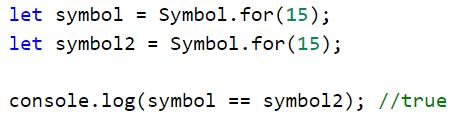 let symbol = Symbol.for(15);
let symbol2 = Symbol.for(15);
console.log(symbol == symbol2); //true